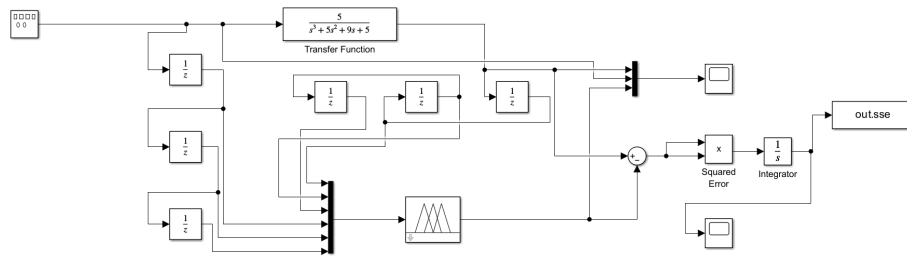 5
s³ + 5s² + 9s + 5
Transfer Function
1
z
1
z
1
z
1
z
out.sse
1
z
+
−
x
1
s
Squared
Error
Integrator
1
z